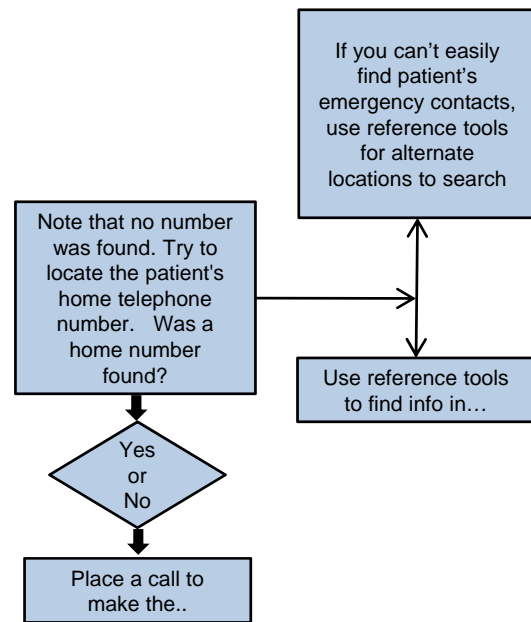 If you can’t easily
find patient’s
emergency contacts,
use reference tools
for alternate
locations to search
Note that no number
was found. Try to
locate the patient's
home telephone
number.   Was a
home number
found?
Use reference tools
to find info in…
Yes
or
No
Place a call to
make the..